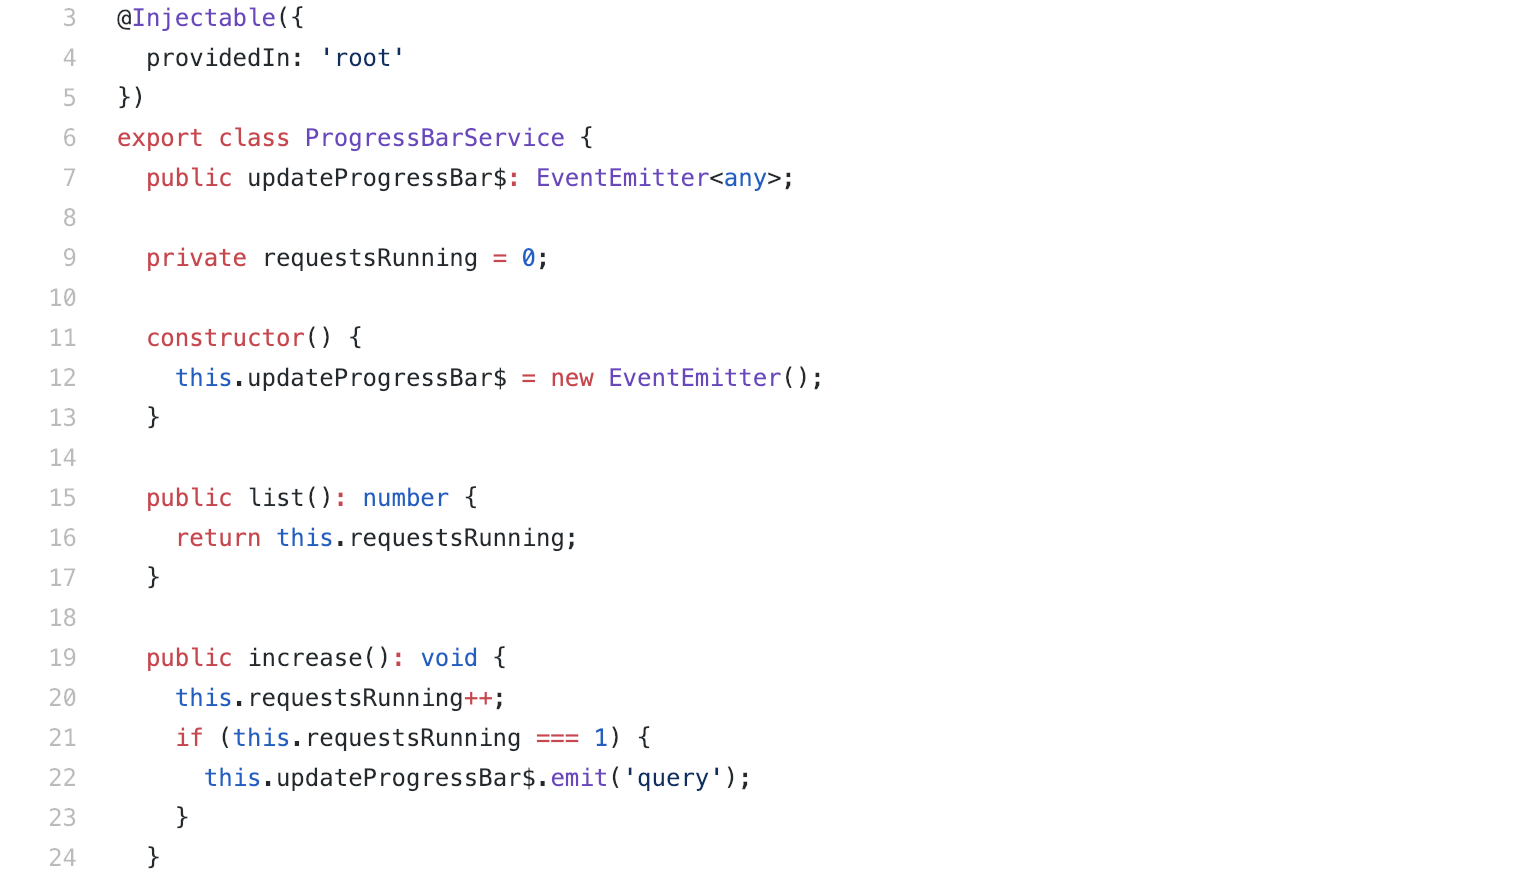 3 @Injectable({
4   providedIn: 'root'
5 })
6 export class ProgressBarService {
7   public updateProgressBar$: EventEmitter<any>;
8
9   private requestsRunning = 0;
10
11   constructor() {
12     this.updateProgressBar$ = new EventEmitter();
13   }
14
15   public list(): number {
16     return this.requestsRunning;
17   }
18
19   public increase(): void {
20     this.requestsRunning++;
21     if (this.requestsRunning === 1) {
22       this.updateProgressBar$.emit('query');
23     }
24   }